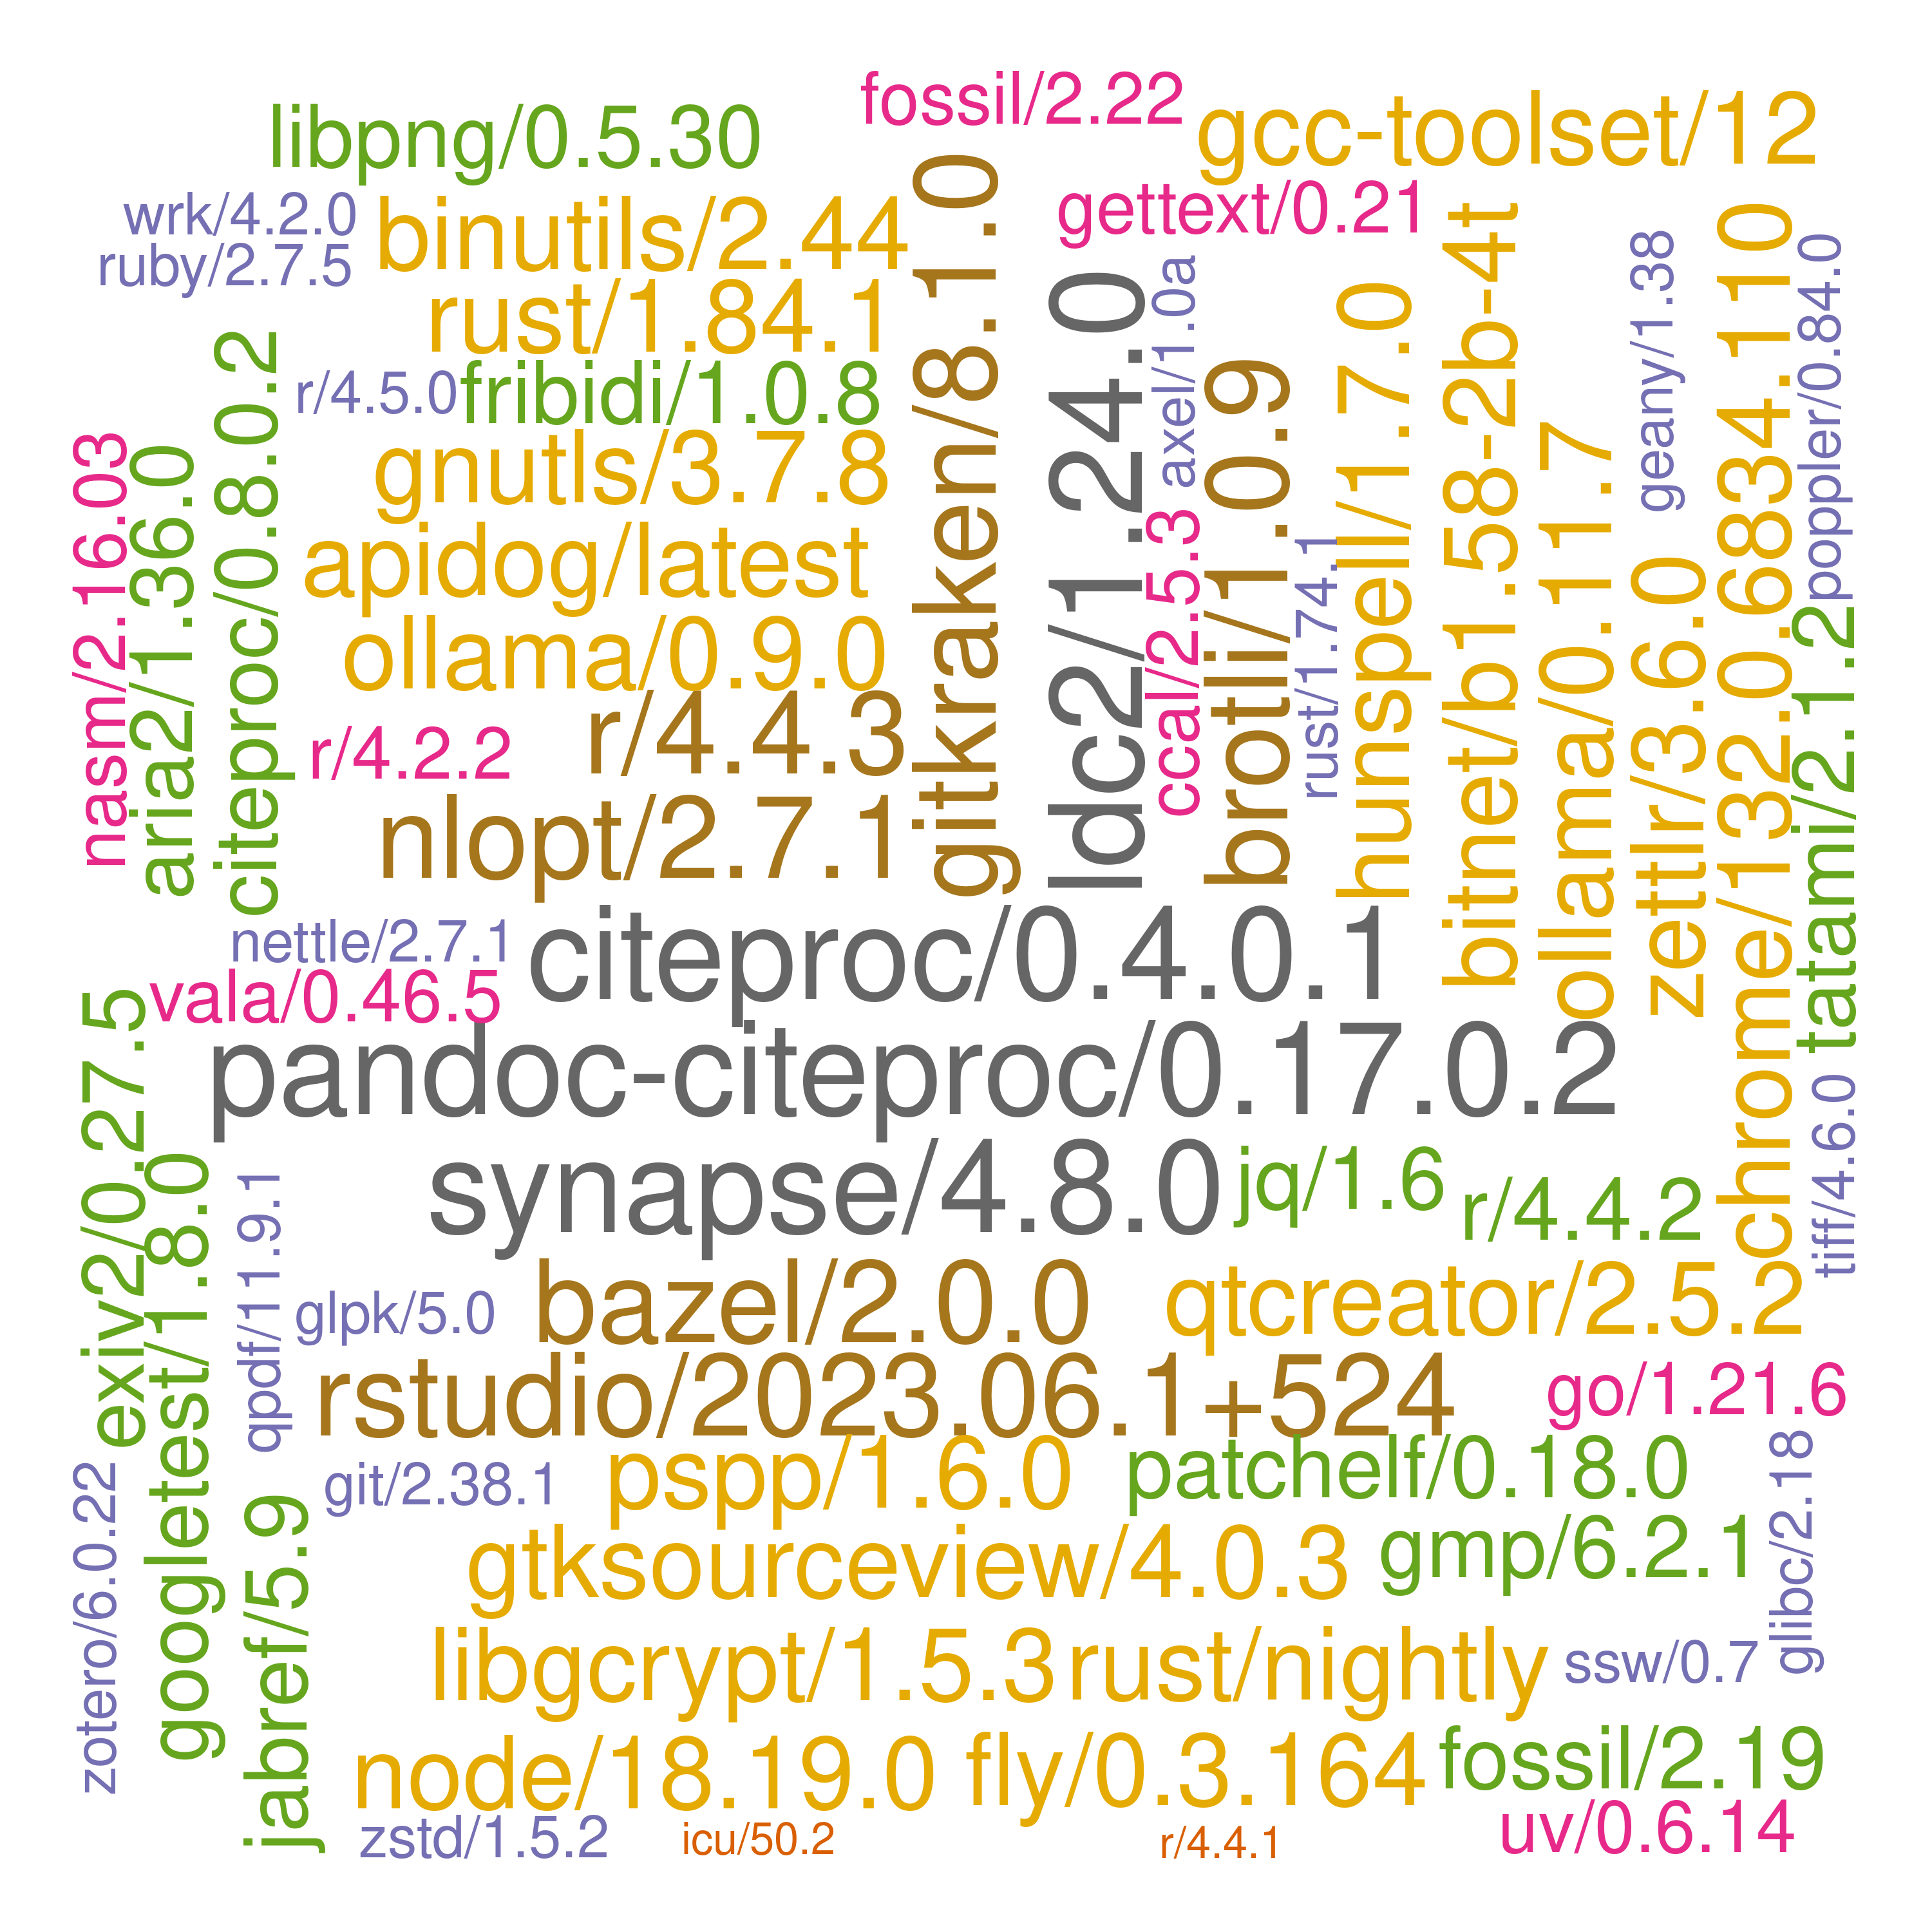 fossil/2.22
gcc-toolset/12
libpng/0.5.30
wrk/4.2.0
binutils/2.44
gettext/0.21
ruby/2.7.5
rust/1.84.1
r/4.5.0
fribidi/1.0.8
gnutls/3.7.8
apidog/latest
ollama/0.9.0
r/4.2.2
r/4.4.3
nlopt/2.7.1
nasm/2.16.03
aria2/1.36.0
citeproc/0.8.0.2
gitkraken/8.1.0
ldc2/1.24.0
axel/1.0a
ccal/2.5.3
brotli/1.0.9
rust/1.74.1
hunspell/1.7.0
bitnet/b1.58-2b-4t
ollama/0.11.7
geany/1.38
zettlr/3.6.0
chrome/132.0.6834.110
poppler/0.84.0
tatami/2.1.2
nettle/2.7.1
citeproc/0.4.0.1
vala/0.46.5
pandoc-citeproc/0.17.0.2
synapse/4.8.0
jq/1.6
r/4.4.2
tiff/4.6.0
exiv2/0.27.5
googletest/1.8.0
qpdf/11.9.1
glpk/5.0
bazel/2.0.0
qtcreator/2.5.2
rstudio/2023.06.1+524
go/1.21.6
git/2.38.1
pspp/1.6.0
patchelf/0.18.0
zotero/6.0.22
jabref/5.9
gtksourceview/4.0.3
gmp/6.2.1
glibc/2.18
libgcrypt/1.5.3
rust/nightly
ssw/0.7
node/18.19.0
fly/0.3.164
fossil/2.19
zstd/1.5.2
icu/50.2
r/4.4.1
uv/0.6.14